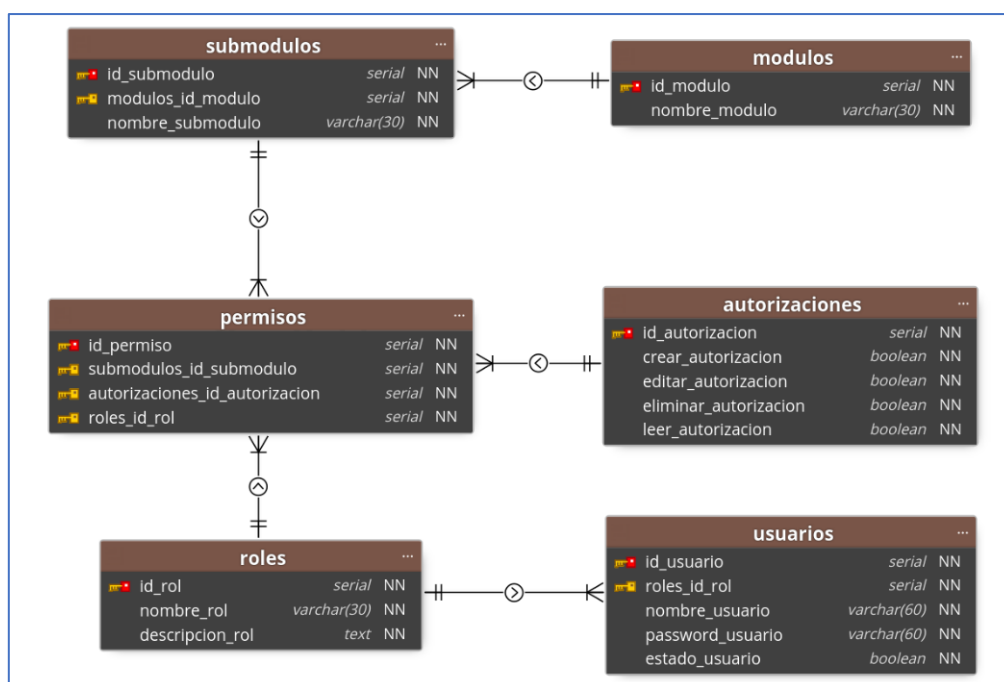 submodulos ...
id_submodulo serial NN
modulos_id_modulo serial NN
nombre_submodulo varchar(30) NN
modulos ...
id_modulo serial NN
nombre_modulo varchar(30) NN
permisos ...
id_permiso serial NN
submodulos_id_submodulo serial NN
autorizaciones_id_autorizacion serial NN
roles_id_rol serial NN
autorizaciones ...
id_autorizacion serial NN
crear_autorizacion boolean NN
editar_autorizacion boolean NN
eliminar_autorizacion boolean NN
leer_autorizacion boolean NN
roles ...
id_rol serial NN
nombre_rol varchar(30) NN
descripcion_rol text NN
usuarios ...
id_usuario serial NN
roles_id_rol serial NN
nombre_usuario varchar(60) NN
password_usuario varchar(60) NN
estado_usuario boolean NN